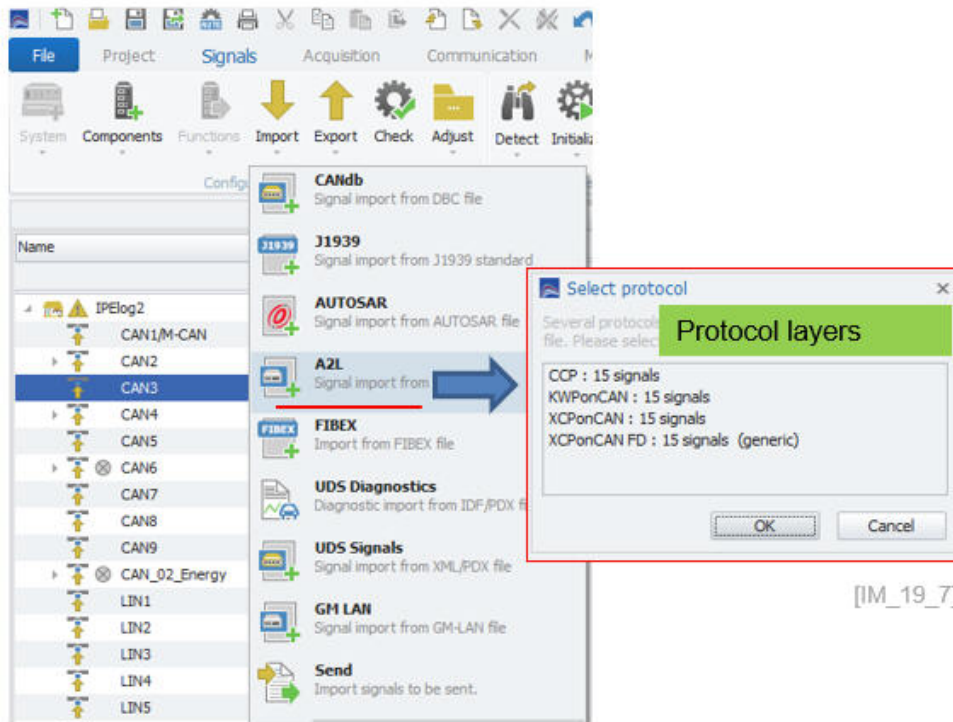 File Project Signals Acquisition Communication M
System Components Functions Import Export Check Adjust Detect Initializ
Config
Name
IPElog2
CAN1/M-CAN
CAN2
CAN3
CAN4
CAN5
CAN6
CAN7
CAN8
CAN9
CAN_02_Energy
LIN1
LIN2
LIN3
LIN4
LIN5
CANdb
Signal import from DBC file
J1939
J1939
Signal import from J1939 standard
AUTOSAR
Signal import from AUTOSAR file
A2L
Signal import from
FIBEX
FIBEX
Import from FIBEX file
UDS Diagnostics
Diagnostic import from IDF/PDX fi
UDS Signals
Signal import from XML/PDX file
GM LAN
Signal import from GM-LAN file
Send
Import signals to be sent.
Select protocol
Several protocols
file. Please select
Protocol layers
CCP : 15 signals
KWPonCAN : 15 signals
XCPonCAN : 15 signals
XCPonCAN FD : 15 signals (generic)
OK Cancel
[IM_19_7]